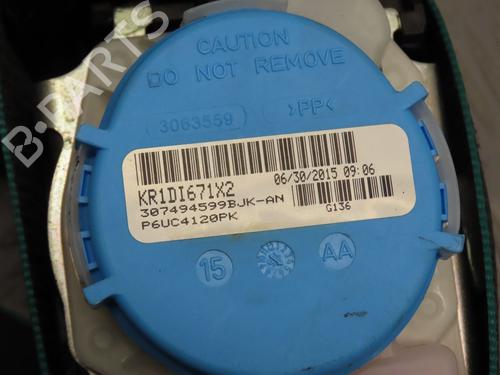 B-PARTS
CAUTION
DO NOT REMOVE
3063559
>PP<
KR1DI671X2
06/30/2015 09:06
307494599BJK-AN
P6UC4120PK
G136
15
AA